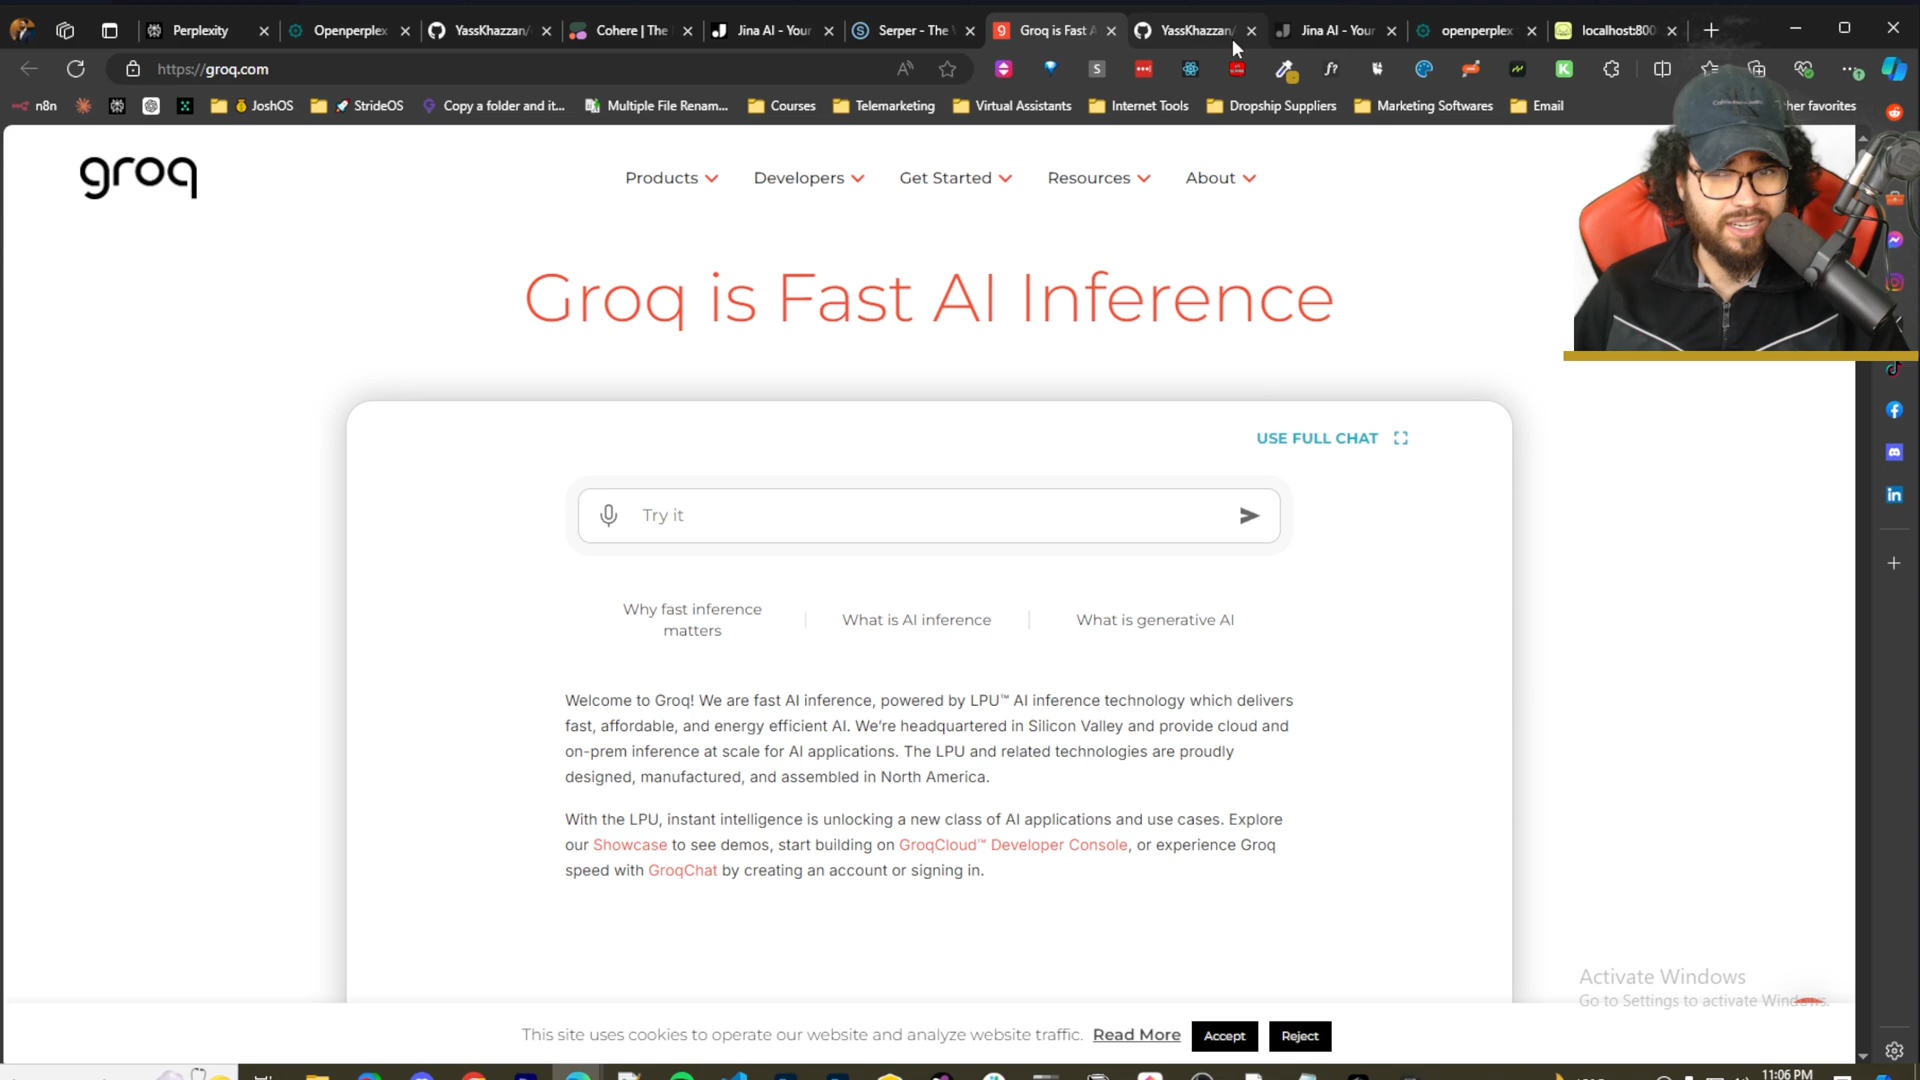 Perplexity
Openperplex
YassKhazzan/
Cohere | The
Jina AI - Your
Serper - The
Groq is Fast A
YassKhazzan/
Jina AI - Your
openperplex
localhost:800
https://groq.com
n8n
JoshOS
StrideOS
Copy a folder and it...
Multiple File Renam...
Courses
Telemarketing
Virtual Assistants
Internet Tools
Dropship Suppliers
Marketing Softwares
Email
her favorites
groq
Products
Developers
Get Started
Resources
About
Groq is Fast AI Inference
USE FULL CHAT
Try it
Why fast inference
matters
What is AI inference
What is generative AI
Welcome to Groq! We are fast AI inference, powered by LPU™ AI inference technology which delivers
fast, affordable, and energy efficient AI. We're headquartered in Silicon Valley and provide cloud and
on-prem inference at scale for AI applications. The LPU and related technologies are proudly
designed, manufactured, and assembled in North America.
With the LPU, instant intelligence is unlocking a new class of AI applications and use cases. Explore
our Showcase to see demos, start building on GroqCloud™ Developer Console, or experience Groq
speed with GroqChat by creating an account or signing in.
Activate Windows
Go to Settings to activate Windows.
This site uses cookies to operate our website and analyze website traffic. Read More
Accept
Reject
11:06 PM